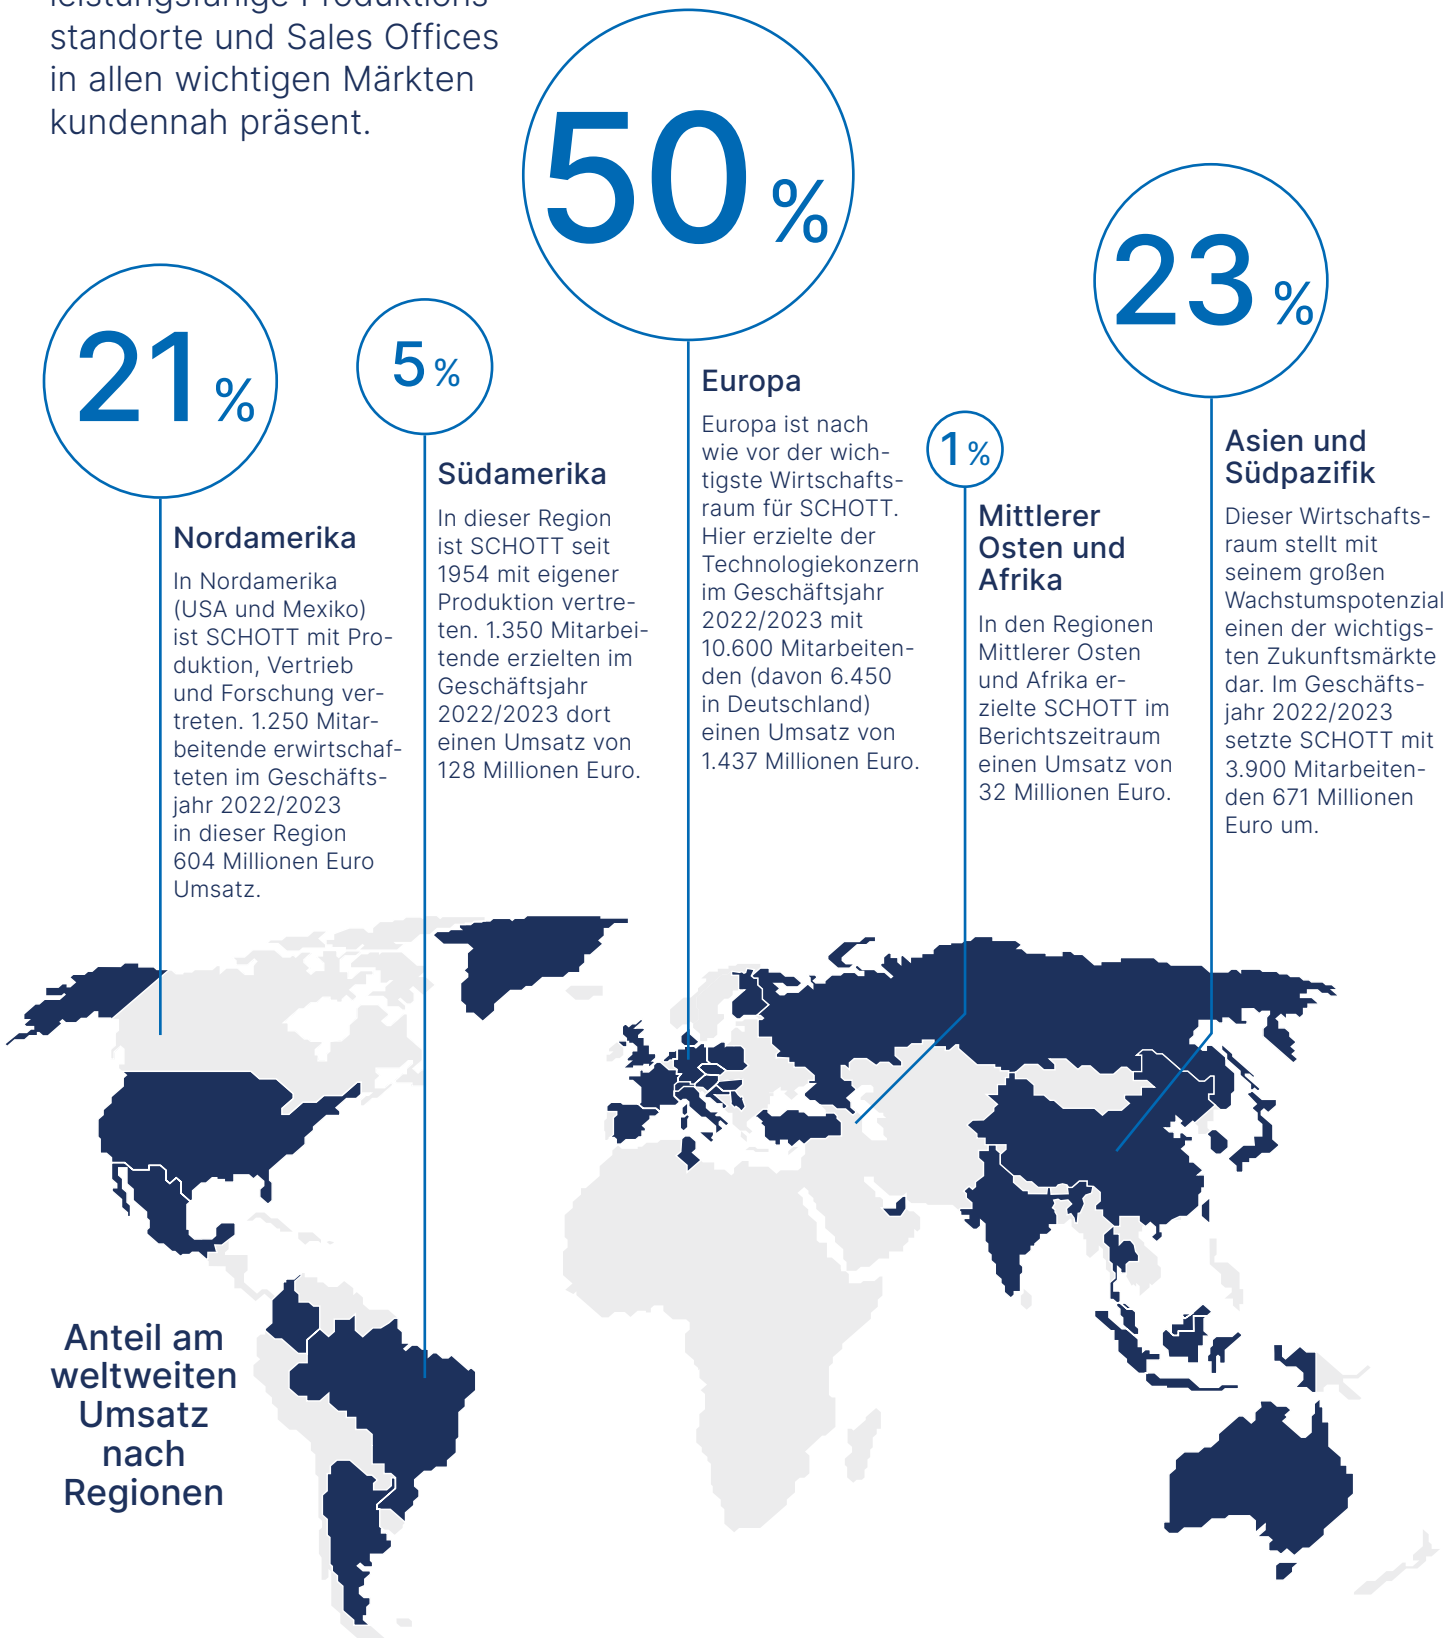 leistungsfähige Produktions-
standorte und Sales Offices
in allen wichtigen Märkten
kundennah präsent.
21 %
Nordamerika
In Nordamerika
(USA und Mexiko)
ist SCHOTT mit Pro-
duktion, Vertrieb
und Forschung ver-
treten. 1.250 Mitar-
beitende erwirtschaf-
teten im Geschäfts-
jahr 2022/2023
in dieser Region
604 Millionen Euro
Umsatz.
5 %
Südamerika
In dieser Region
ist SCHOTT seit
1954 mit eigener
Produktion vertre-
ten. 1.350 Mitarbei-
tende erzielten im
Geschäftsjahr
2022/2023 dort
einen Umsatz von
128 Millionen Euro.
50 %
Europa
Europa ist nach
wie vor der wich-
tigste Wirtschafts-
raum für SCHOTT.
Hier erzielte der
Technologiekonzern
im Geschäftsjahr
2022/2023 mit
10.600 Mitarbeiten-
den (davon 6.450
in Deutschland)
einen Umsatz von
1.437 Millionen Euro.
1 %
Mittlerer
Osten und
Afrika
In den Regionen
Mittlerer Osten
und Afrika er-
zielte SCHOTT im
Berichtszeitraum
einen Umsatz von
32 Millionen Euro.
23 %
Asien und
Südpazifik
Dieser Wirtschafts-
raum stellt mit
seinem großen
Wachstumspotenzial
einen der wichtigs-
ten Zukunftsmärkte
dar. Im Geschäfts-
jahr 2022/2023
setzte SCHOTT mit
3.900 Mitarbeiten-
den 671 Millionen
Euro um.
Anteil am
weltweiten
Umsatz
nach
Regionen